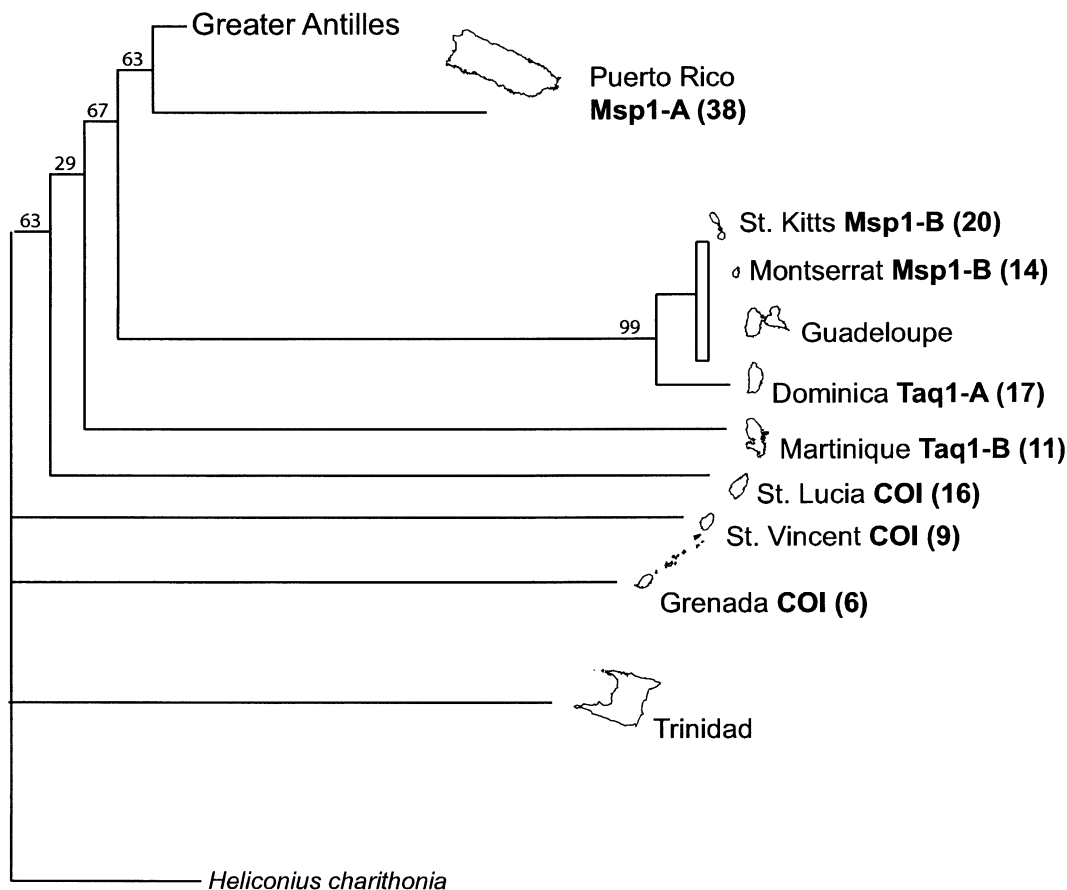 Greater Antilles
63
Puerto Rico
Msp1-A (38)
67
29
63
St. Kitts Msp1-B (20)
Montserrat Msp1-B (14)
99
Guadeloupe
Dominica Taq1-A (17)
Martinique Taq1-B (11)
St. Lucia COI (16)
St. Vincent COI (9)
Grenada COI (6)
Trinidad
Heliconius charithonia